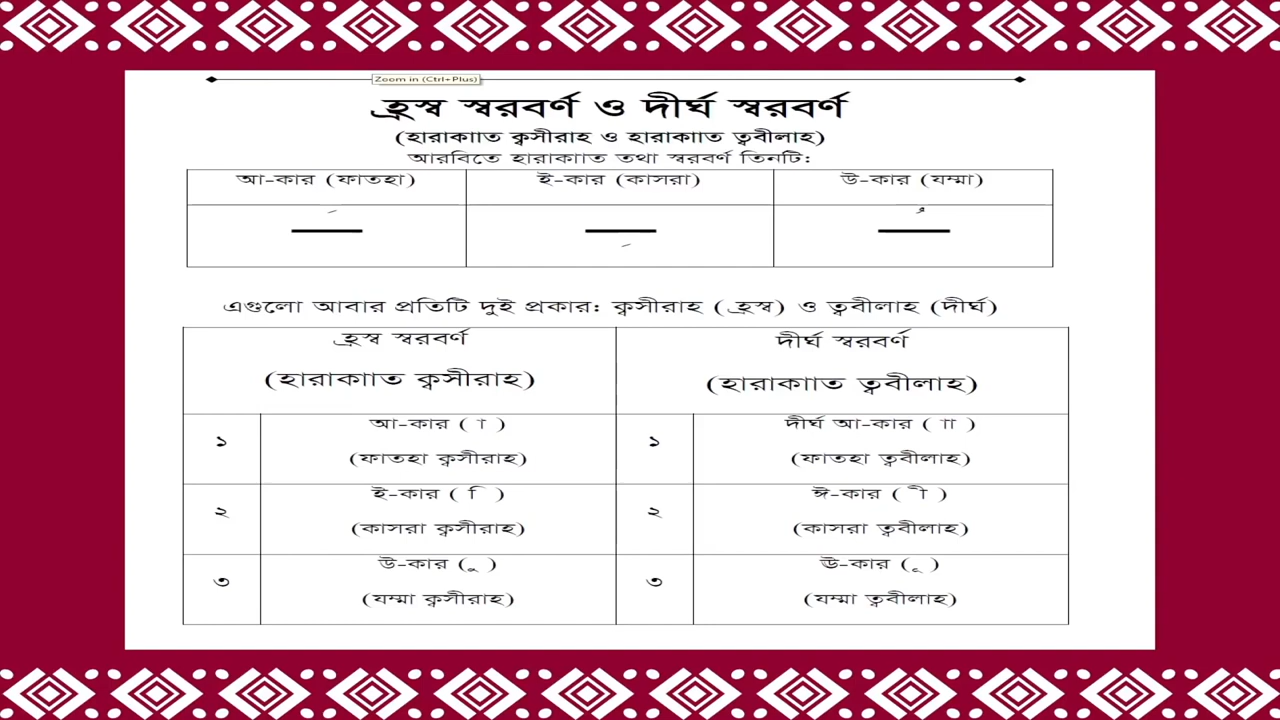 Zoom in (Ctrl+Plus)
হ্রস্ব স্বরবর্ণ ও দীর্ঘ স্বরবর্ণ
(হারাকাাত ক্বসীরাহ ও হারাকাাত ত্ববীলাহ)
আরবিতে হারাকাাত তথা স্বরবর্ণ তিনটি:
আ-কার (ফাতহা) ই-কার (কাসরা) উ-কার (যম্মা)
এগুলো আবার প্রতিটি দুই প্রকার: ক্বসীরাহ (হ্রস্ব) ও ত্ববীলাহ (দীর্ঘ)
হ্রস্ব স্বরবর্ণ দীর্ঘ স্বরবর্ণ
(হারাকাাত ক্বসীরাহ) (হারাকাাত ত্ববীলাহ)
১ আ-কার ( া ) ১ দীর্ঘ আ-কার ( াা )
(ফাতহা ক্বসীরাহ) (ফাতহা ত্ববীলাহ)
২ ই-কার ( ি ) ২ ঈ-কার ( ী )
(কাসরা ক্বসীরাহ) (কাসরা ত্ববীলাহ)
৩ উ-কার ( ু ) ৩ ঊ-কার ( ূ )
(যম্মা ক্বসীরাহ) (যম্মা ত্ববীলাহ)